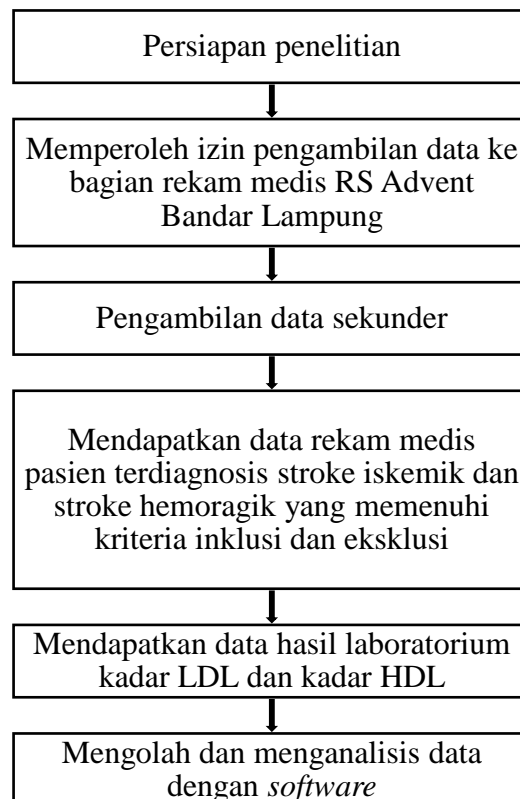 Persiapan penelitian
Memperoleh izin pengambilan data ke
bagian rekam medis RS Advent
Bandar Lampung
Pengambilan data sekunder
Mendapatkan data rekam medis
pasien terdiagnosis stroke iskemik dan
stroke hemoragik yang memenuhi
kriteria inklusi dan eksklusi
Mendapatkan data hasil laboratorium
kadar LDL dan kadar HDL
Mengolah dan menganalisis data
dengan software